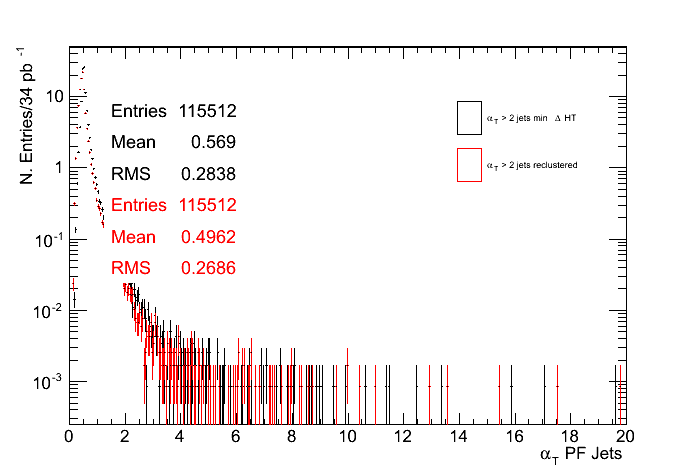 N. Entries/34 pb⁻¹
10
1
10⁻¹
10⁻²
10⁻³
Entries 115512
Mean 0.569
RMS 0.2838
Entries 115512
Mean 0.4962
RMS 0.2686
α_T > 2 jets min Δ HT
α_T > 2 jets reclustered
0 2 4 6 8 10 12 14 16 18 20
α_T PF Jets